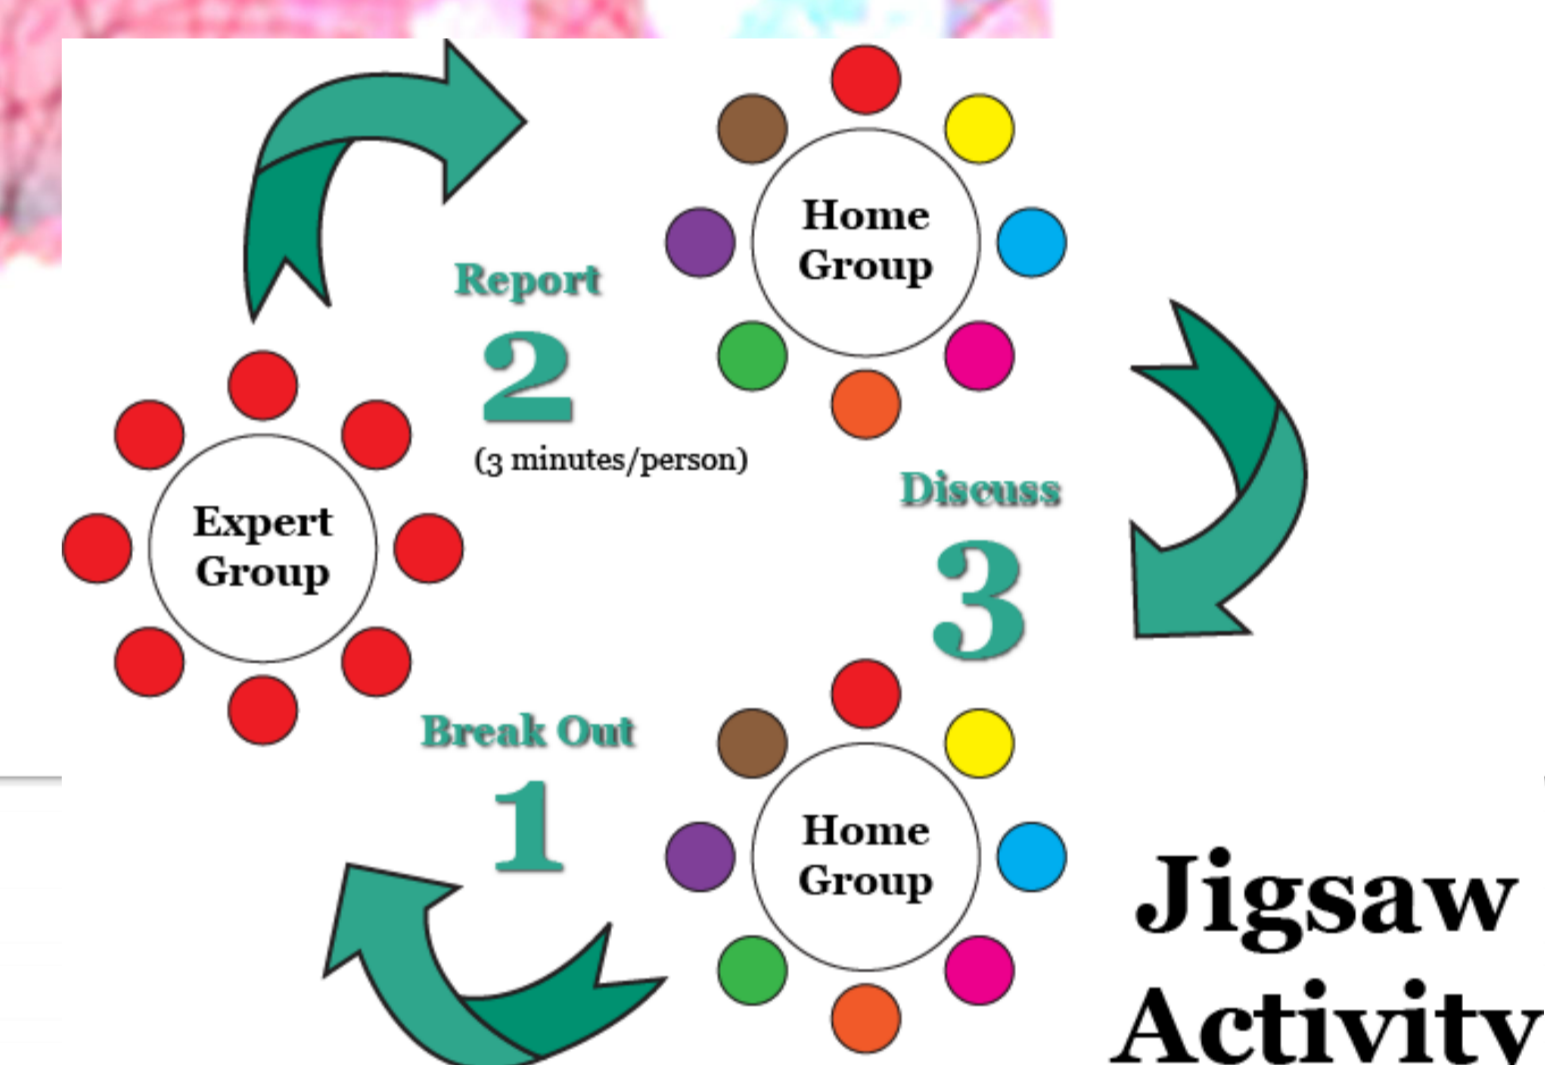 Home
Group
Report
2
(3 minutes/person)
Expert
Group
Discuss
3
Break Out
1
Home
Group
Jigsaw
Activity